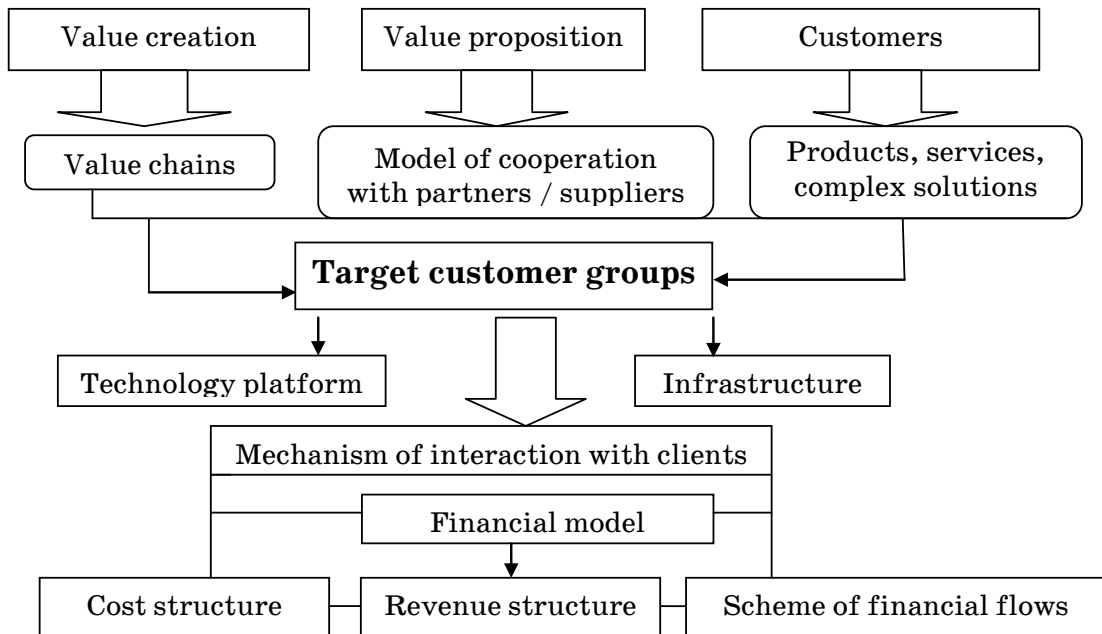 Value creation
Value proposition
Customers
Value chains
Model of cooperation
with partners / suppliers
Products, services,
complex solutions
Target customer groups
Technology platform
Infrastructure
Mechanism of interaction with clients
Financial model
Cost structure
Revenue structure
Scheme of financial flows